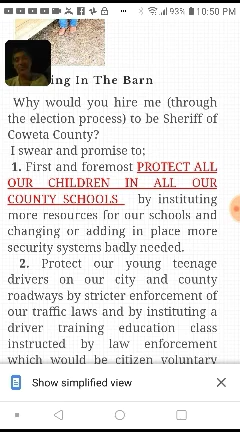 93% 10:50 PM
ing In The Barn
Why would you hire me (through
the election process) to be Sheriff of
Coweta County?
I swear and promise to;
1. First and foremost PROTECT ALL
OUR CHILDREN IN ALL OUR
COUNTY SCHOOLS by instituting
more resources for our schools and
changing or adding in place more
security systems badly needed.
2. Protect our young teenage
drivers on our city and county
roadways by stricter enforcement of
our traffic laws and by instituting a
driver training education class
instructed by law enforcement
which would be citizen voluntary
Show simplified view